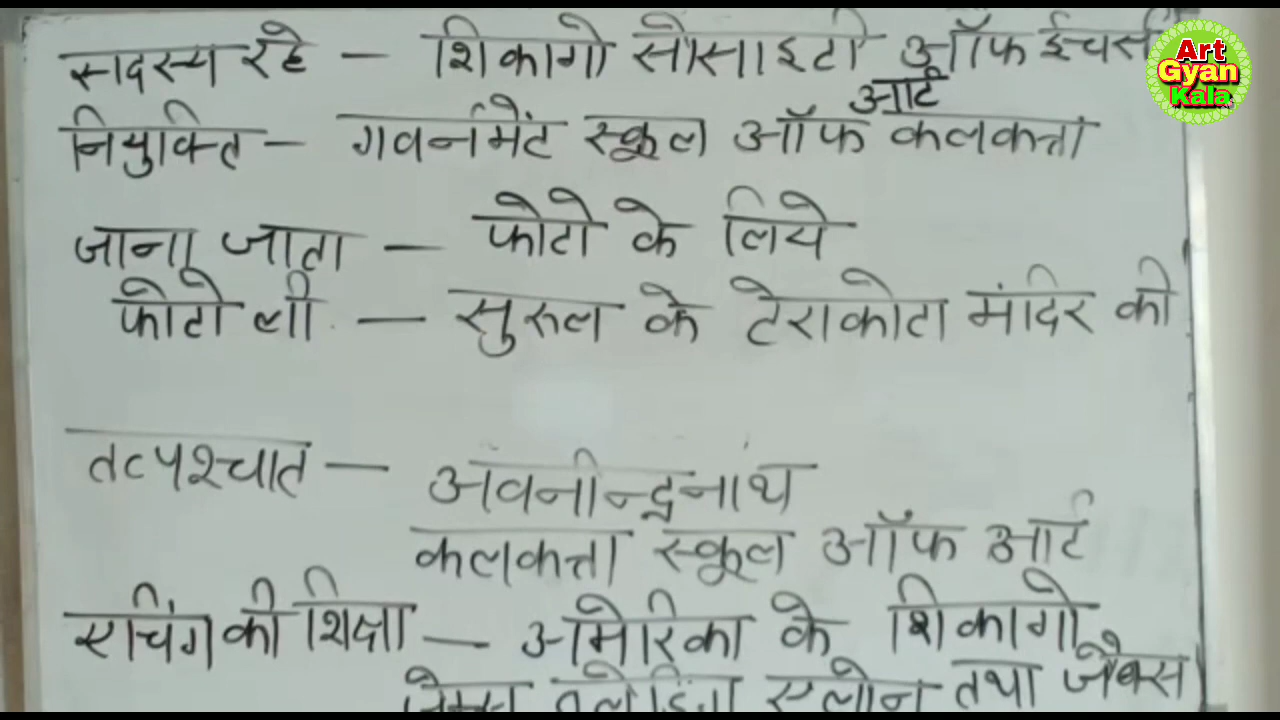 सदस्य रहे – शिकागो सोसाइटी ऑफ ईचर्स
आर्ट
नियुक्ति – गवर्नमेंट स्कूल ऑफ कलकत्ता
जाना जाता – फोटो के लिये
फोटो ली – सुरुल के टेराकोटा मंदिर की
तत्पश्चात – अवनीन्द्रनाथ
कलकत्ता स्कूल ऑफ आर्ट
एचिंग की शिक्षा – अमेरिका के शिकागो
तथा जैक्स
Art
Gyan
Kala